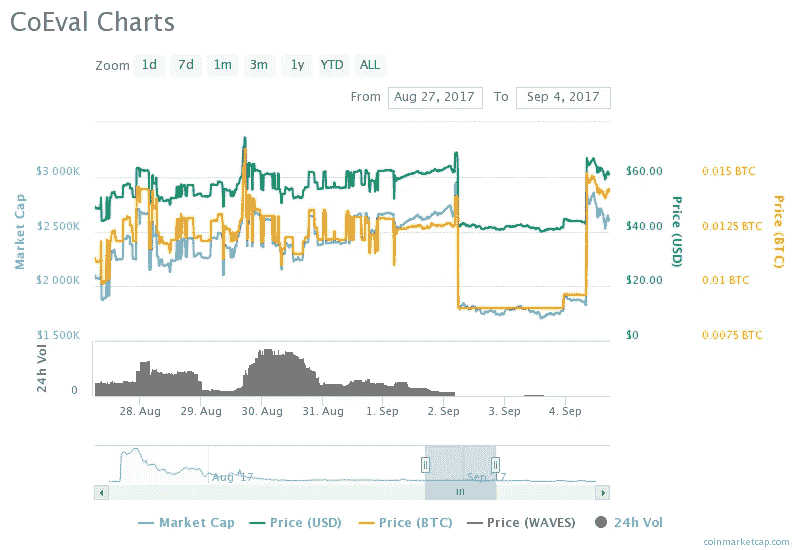 CoEval Charts
Zoom 1d 7d 1m 3m 1y YTD ALL
From Aug 27, 2017 To Sep 4, 2017
Market Cap
$3 000K
$2 500K
$2 000K
$1 500K
Price (USD)
$60.00
$40.00
$20.00
$0
Price (BTC)
0.015 BTC
0.0125 BTC
0.01 BTC
0.0075 BTC
24h Vol
0
28. Aug 29. Aug 30. Aug 31. Aug 1. Sep 2. Sep 3. Sep 4. Sep
Aug '17 Sep '17
Market Cap Price (USD) Price (BTC) Price (WAVES) 24h Vol
coinmarketcap.com